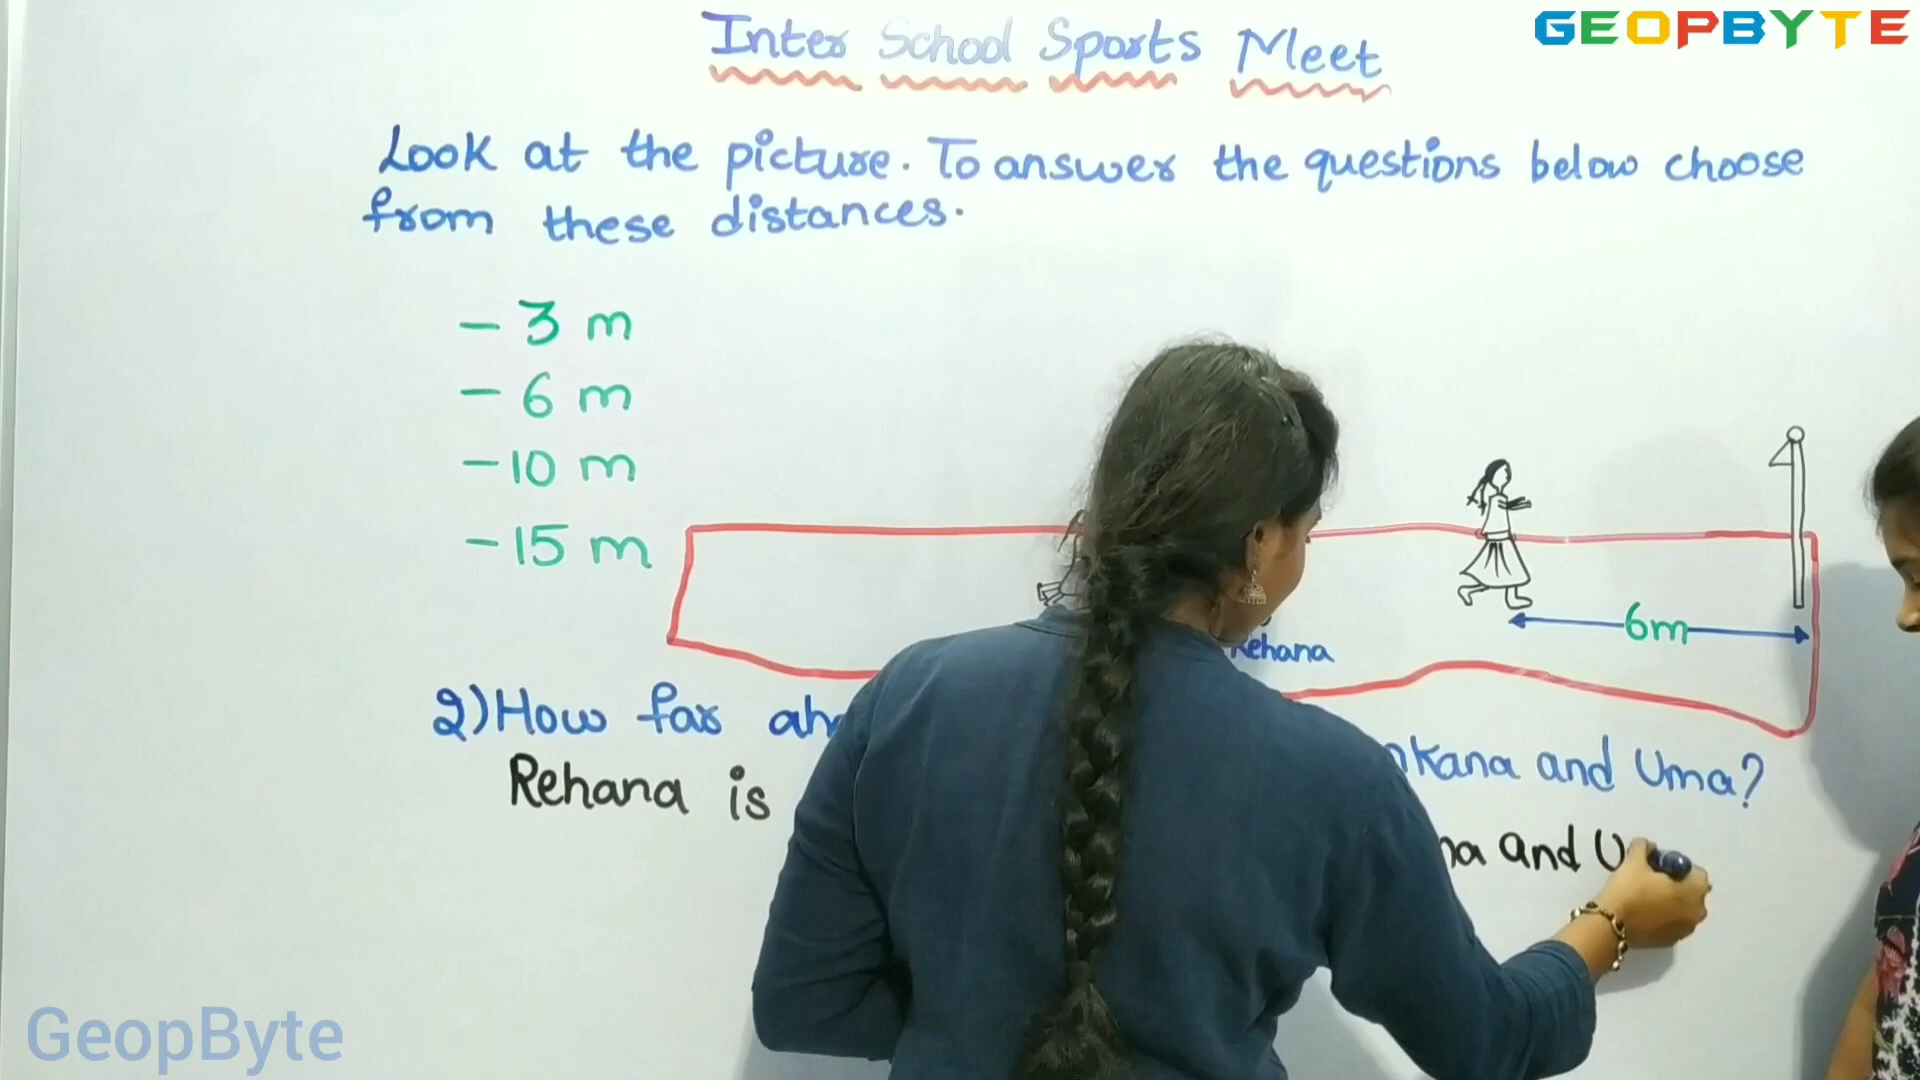 GEOPBYTE
Inter School Sports Meet
Look at the picture. To answer the questions below choose
from these distances.
- 3 m
- 6 m
- 10 m
- 15 m
6m
Rehana
2) How far and Uma?
Rehana is and
GeopByte